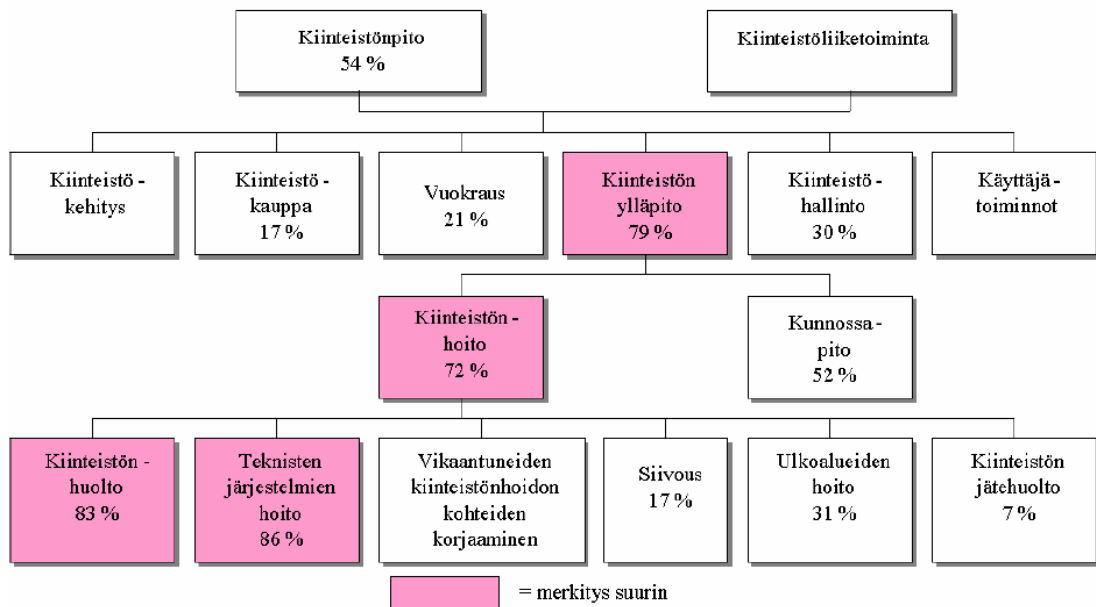 Kiinteistönpito
54 %
Kiinteistöliiketoiminta
Kiinteistö -
kehitys
Kiinteistö -
kauppa
17 %
Vuokraus
21 %
Kiinteistön
ylläpito
79 %
Kiinteistö -
hallinto
30 %
Käyttäjä -
toiminnot
Kiinteistön -
hoito
72 %
Kunnossa -
pito
52 %
Kiinteistön -
huolto
83 %
Teknisten
järjestelmien
hoito
86 %
Vikaantuneiden
kiinteistönhoidon
kohteiden
korjaaminen
Siivous
17 %
Ulkoalueiden
hoito
31 %
Kiinteistön
jätehuolto
7 %
= merkitys suurin